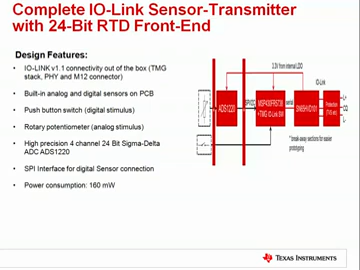 Complete IO-Link Sensor-Transmitter
with 24-Bit RTD Front-End
Design Features:
• IO-LINK v1.1 connectivity out of the box (TMG
stack, PHY and M12 connector)
• Built-in analog and digital sensors on PCB
• Push button switch (digital stimulus)
• Rotary potentiometer (analog stimulus)
• High precision 4 channel 24 Bit Sigma-Delta
ADC ADS1220
• SPI Interface for digital Sensor connection
• Power consumption: 160 mW
3.3V from internal LDO
IO-Link
ADS1220
MSP430FR5738
+TMG IO-Link SW
serial
SN65HVD101
Protection
L+
L-
* break-away sections for easier
prototyping
TEXAS INSTRUMENTS